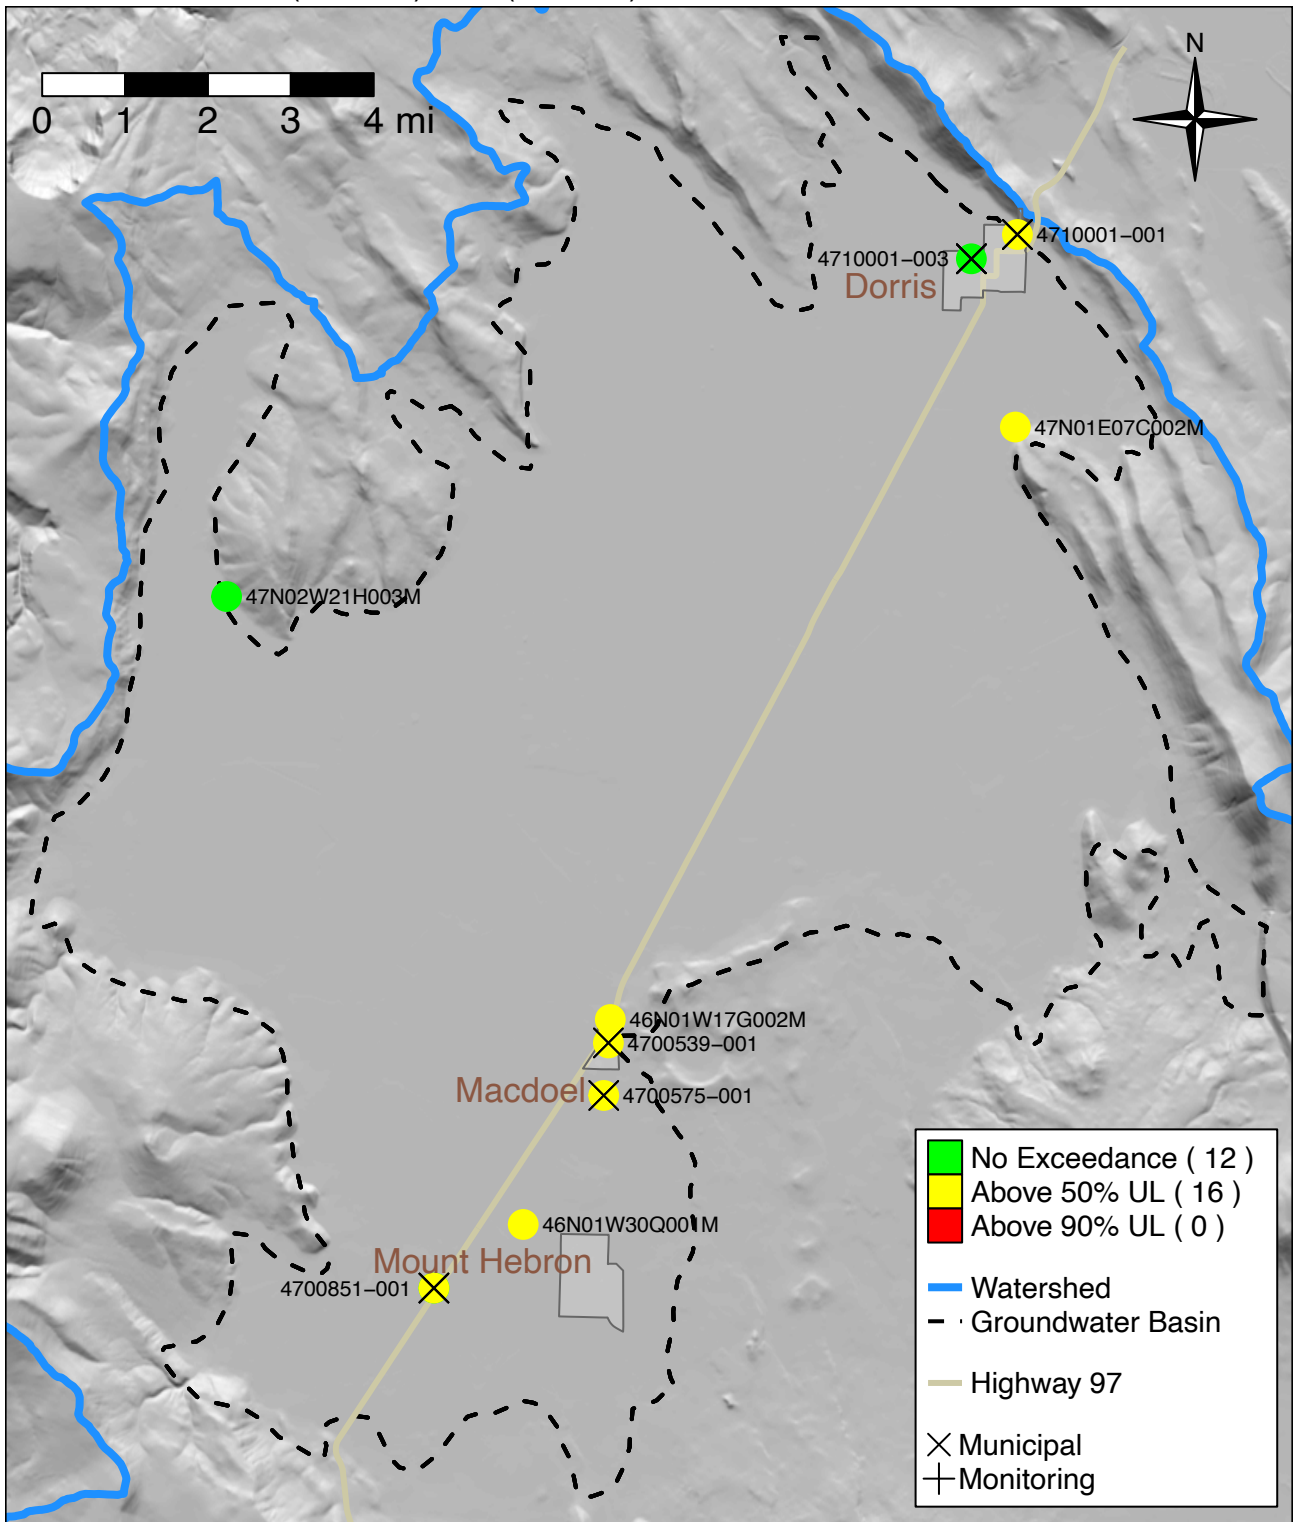 N
0 1 2 3 4 mi
4710001−001
4710001−003
Dorris
47N01E07C002M
47N02W21H003M
46N01W17G002M
4700539−001
Macdoel
4700575−001
46N01W30Q001M
Mount Hebron
4700851−001
No Exceedance ( 12 )
Above 50% UL ( 16 )
Above 90% UL ( 0 )
Watershed
Groundwater Basin
Highway 97
Municipal
Monitoring